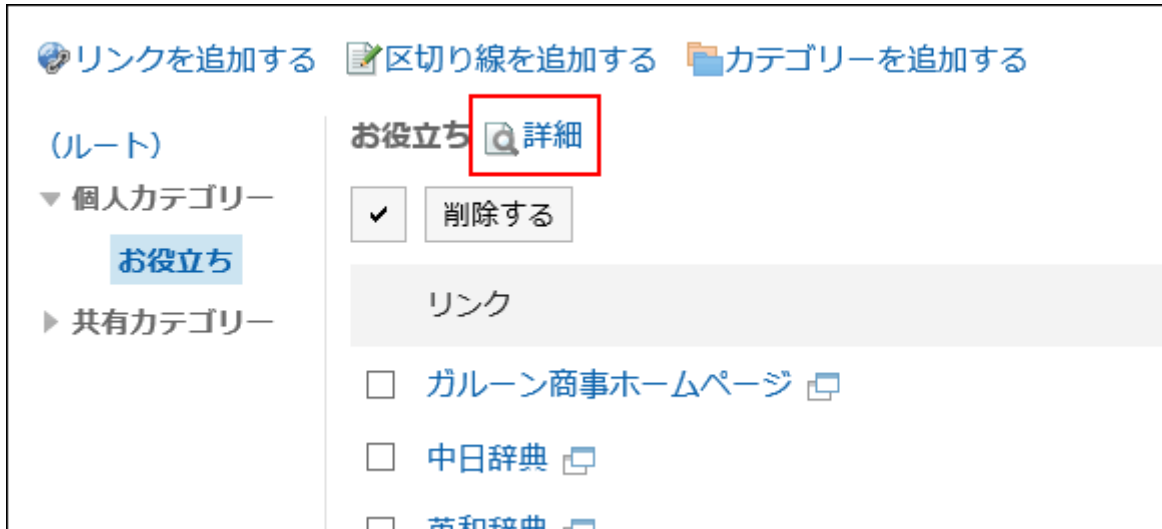 リンクを追加する 区切り線を追加する カテゴリーを追加する
(ルート)
個人カテゴリー
お役立ち
共有カテゴリー
お役立ち 詳細
削除する
リンク
ガルーン商事ホームページ
中日辞典
英和辞典